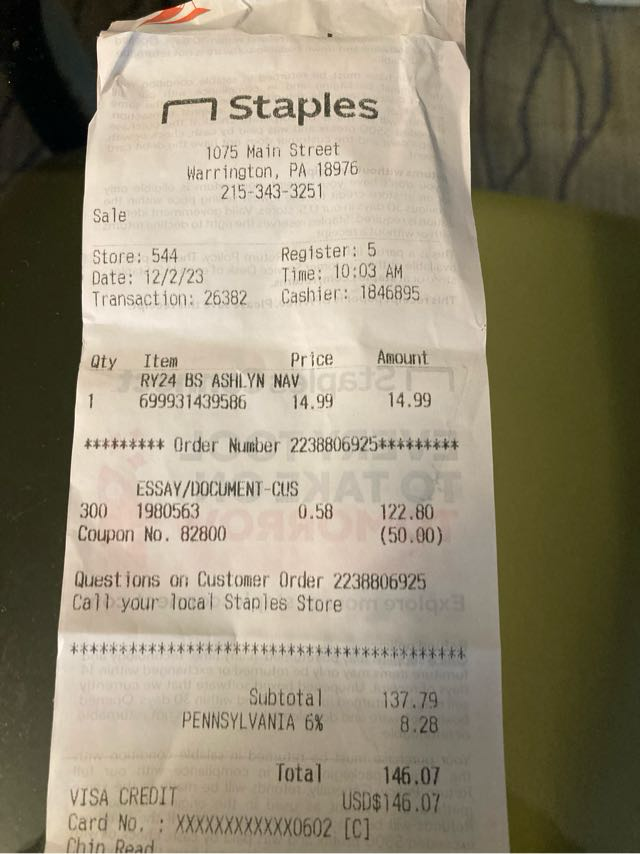 Staples
1075 Main Street
Warrington, PA 18976
215-343-3251
Sale
Store: 544 Register: 5
Date: 12/2/23 Time: 10:03 AM
Transaction: 26382 Cashier: 1846895
Qty Item Price Amount
RY24 BS ASHLYN NAV
1 699931439586 14.99 14.99
********* Order Number 2238806925*********
ESSAY/DOCUMENT-CUS
300 1980563 0.58 122.80
Coupon No. 82800 (50.00)
Questions on Customer Order 2238806925
Call your local Staples Store
******************************************
Subtotal 137.79
PENNSYLVANIA 6% 8.28
Total 146.07
VISA CREDIT USD$146.07
Card No. : XXXXXXXXXXXX0602 [C]
Chip Read